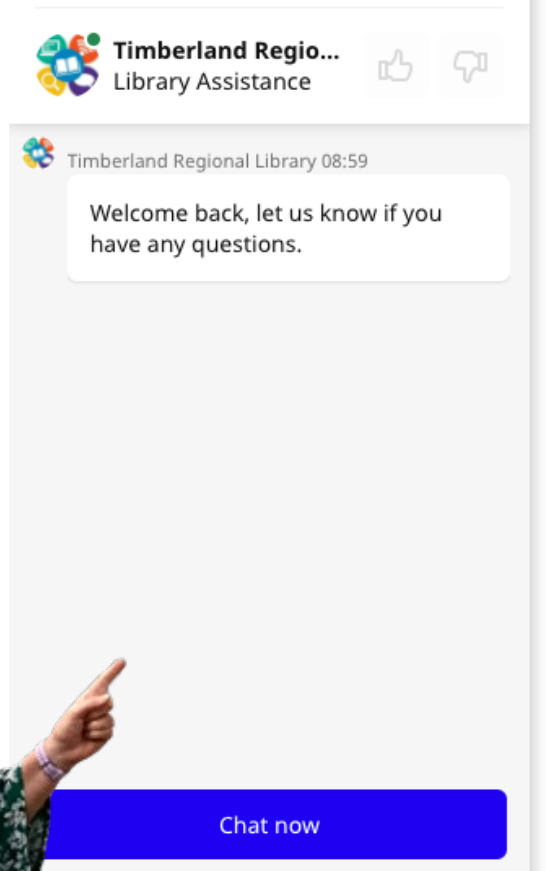 Timberland Regio...
Library Assistance
Timberland Regional Library 08:59
Welcome back, let us know if you
have any questions.
Chat now